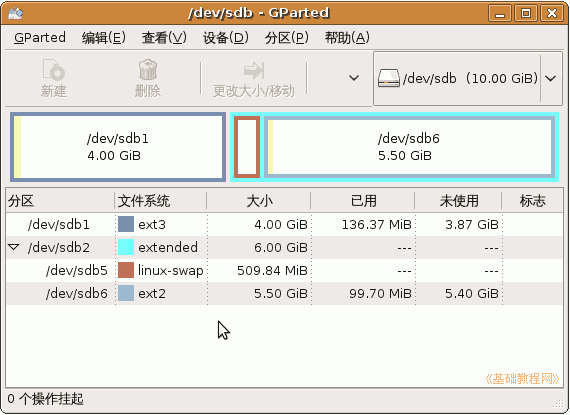 /dev/sdb - GParted
GParted 编辑(E) 查看(V) 设备(D) 分区(P) 帮助(A)
新建 删除 更改大小/移动 /dev/sdb (10.00 GiB)
/dev/sdb1 /dev/sdb6
4.00 GiB 5.50 GiB
分区 文件系统 大小 已用 未使用 标志
/dev/sdb1 ext3 4.00 GiB 136.37 MiB 3.87 GiB
/dev/sdb2 extended 6.00 GiB --- ---
/dev/sdb5 linux-swap 509.84 MiB --- ---
/dev/sdb6 ext2 5.50 GiB 99.70 MiB 5.40 GiB
《基础教程网》
0 个操作挂起